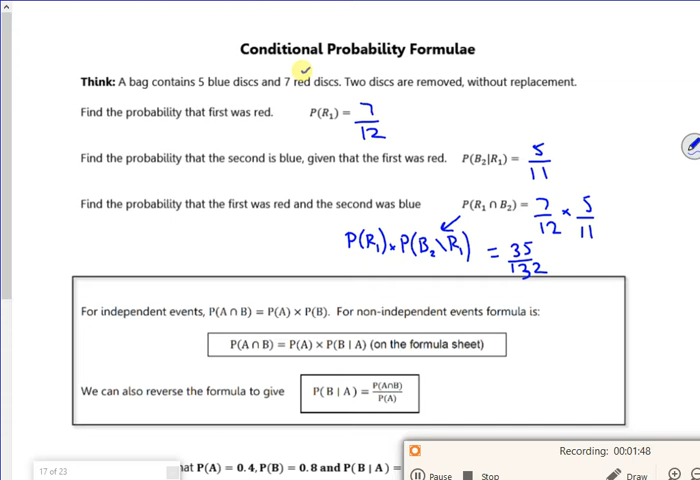 Conditional Probability Formulae
Think: A bag contains 5 blue discs and 7 red discs. Two discs are removed, without replacement.
Find the probability that first was red. P(R₁) = 7/12
Find the probability that the second is blue, given that the first was red. P(B₂|R₁) = 5/11
Find the probability that the first was red and the second was blue P(R₁ ∩ B₂) = 7/12 × 5/11
P(R₁) × P(B₂\R₁) = 35/132
For independent events, P(A ∩ B) = P(A) × P(B). For non-independent events formula is:
P(A ∩ B) = P(A) × P(B | A) (on the formula sheet)
We can also reverse the formula to give P( B | A) = P(A∩B)/P(A)
17 of 23
hat P(A) = 0.4, P(B) = 0.8 and P( B | A) =
Recording: 00:01:48
Pause Stop Draw